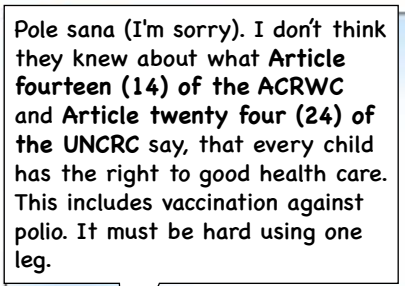 Pole sana (I'm sorry). I don't think
they knew about what Article
fourteen (14) of the ACRWC
and Article twenty four (24) of
the UNCRC say, that every child
has the right to good health care.
This includes vaccination against
polio. It must be hard using one
leg.